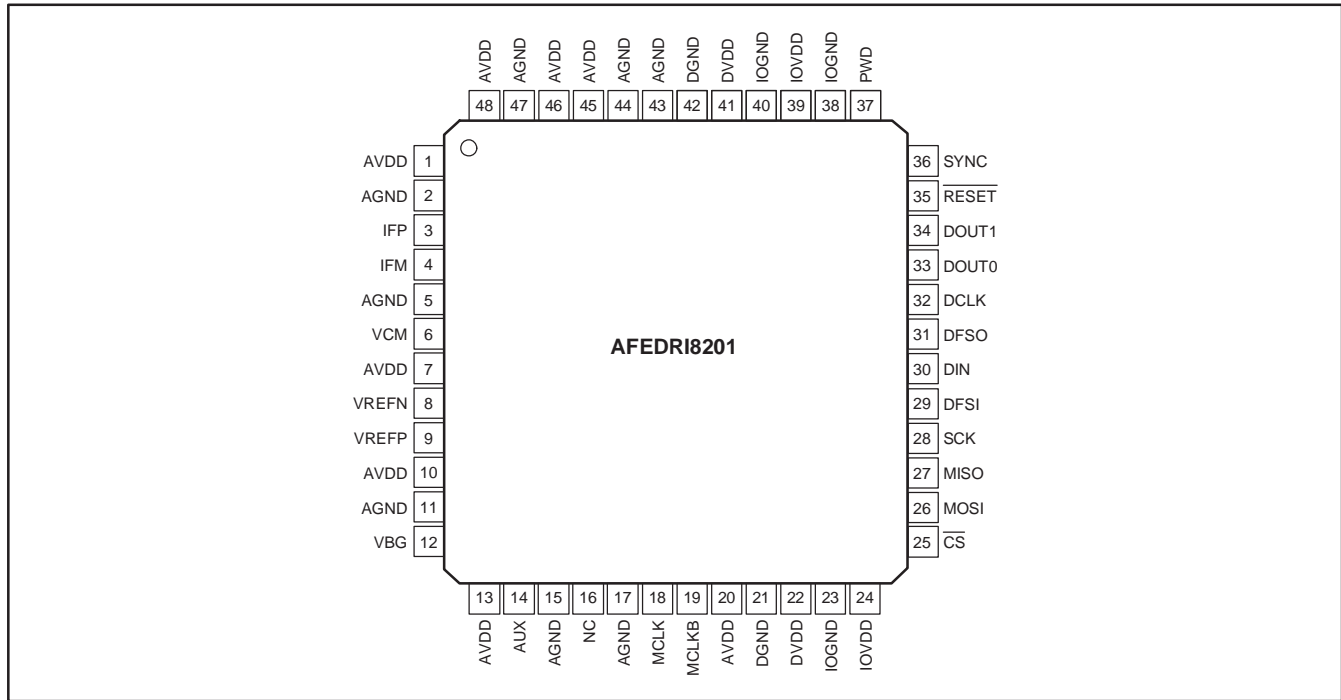 AVDD AGND AVDD AVDD AGND AGND DGND DVDD IOGND IOVDD IOGND PWD
48 47 46 45 44 43 42 41 40 39 38 37
AVDD 1
AGND 2
IFP 3
IFM 4
AGND 5
VCM 6
AVDD 7
VREFN 8
VREFP 9
AVDD 10
AGND 11
VBG 12
AFEDRI8201
36 SYNC
35 RESET
34 DOUT1
33 DOUT0
32 DCLK
31 DFSO
30 DIN
29 DFSI
28 SCK
27 MISO
26 MOSI
25 CS
13 14 15 16 17 18 19 20 21 22 23 24
AVDD AUX AGND NC AGND MCLK MCLKB AVDD DGND DVDD IOGND IOVDD